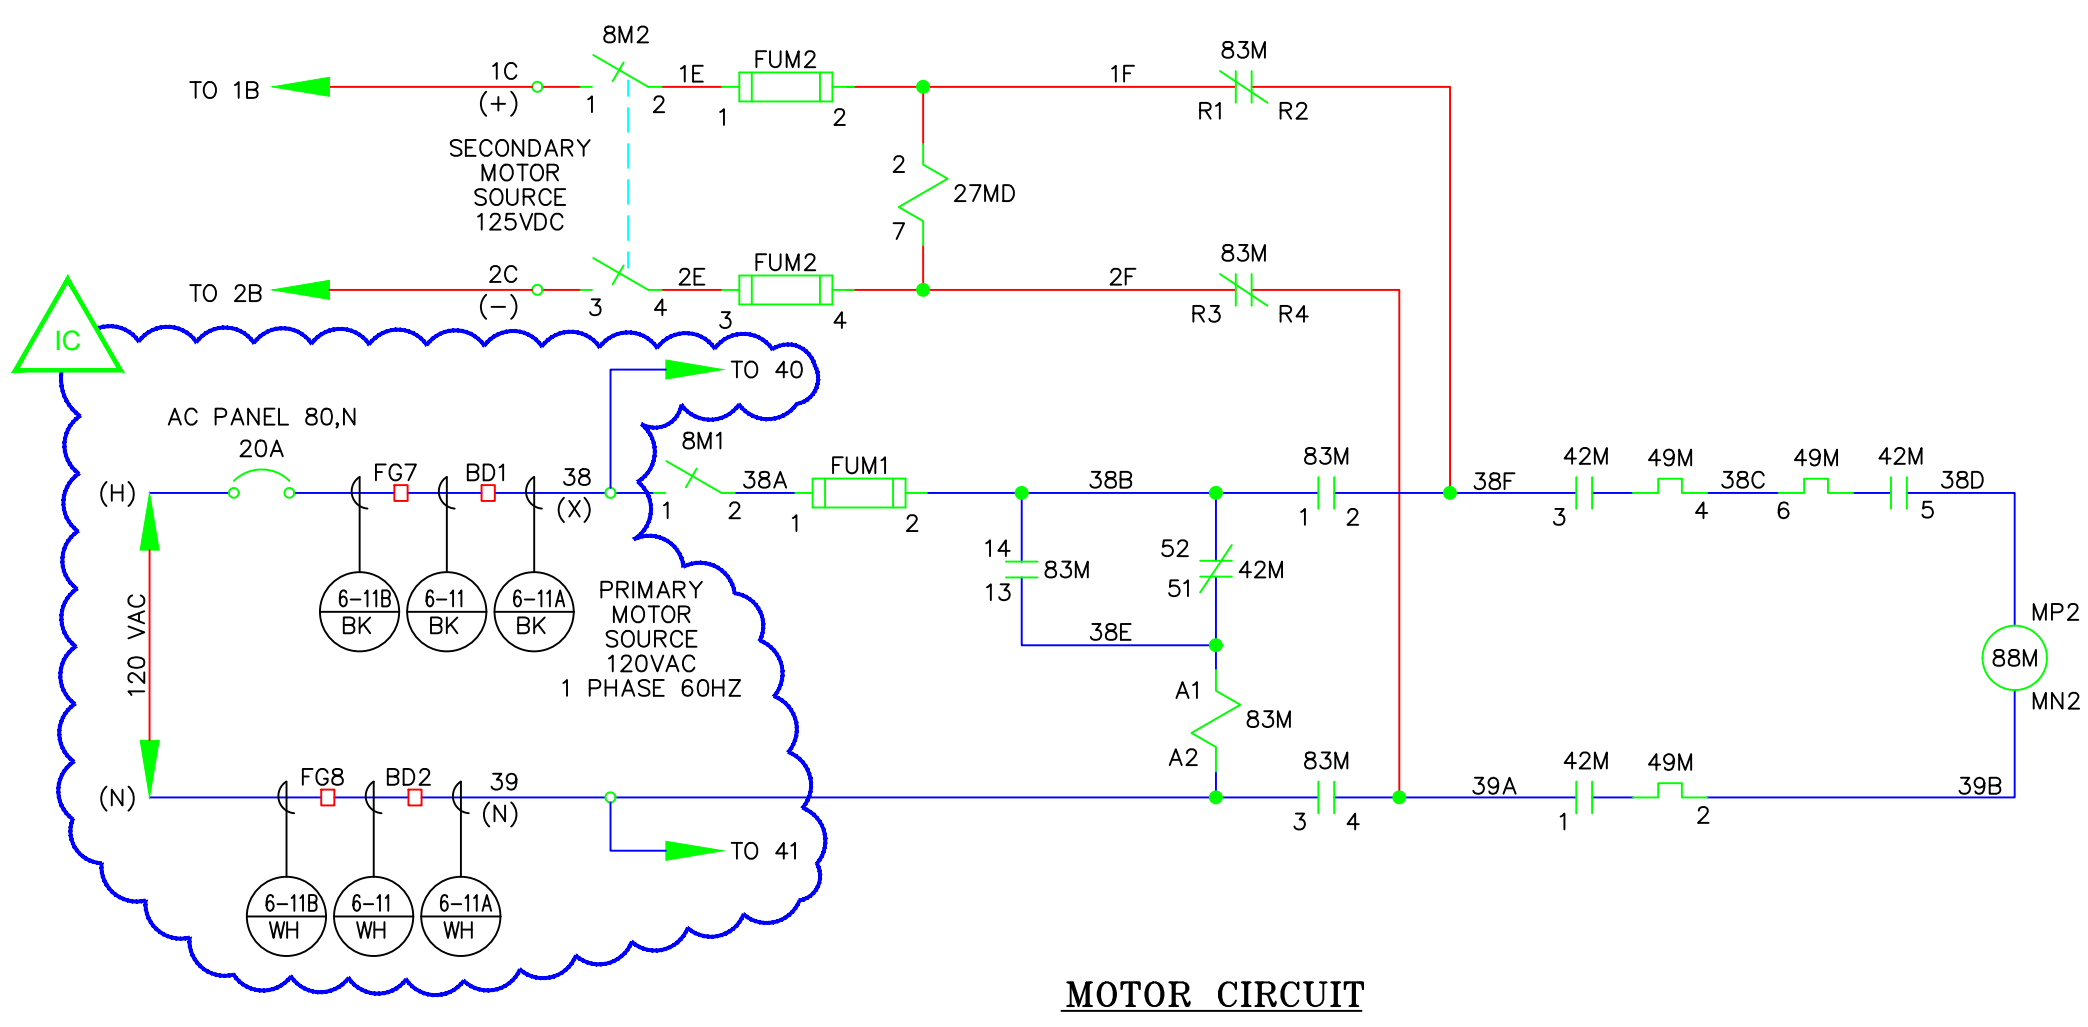 8M2
TO 1B
1C
(+)
1
2
1E
FUM2
1
2
1F
83M
R1
R2
SECONDARY
MOTOR
SOURCE
125VDC
2
27MD
7
TO 2B
2C
(−)
3
4
2E
FUM2
3
4
2F
83M
R3
R4
IC
TO 40
AC PANEL 80,N
20A
(H)
FG7
BD1
38
(X)
8M1
1
2
38A
FUM1
1
2
38B
83M
1
2
38F
42M
3
49M
4
38C
49M
6
42M
5
38D
14
83M
13
52
42M
51
120 VAC
6−11B
BK
6−11
BK
6−11A
BK
PRIMARY
MOTOR
SOURCE
120VAC
1 PHASE 60HZ
38E
A1
83M
A2
MP2
88M
MN2
(N)
FG8
BD2
39
(N)
83M
3
4
39A
42M
1
49M
2
39B
TO 41
6−11B
WH
6−11
WH
6−11A
WH
MOTOR CIRCUIT